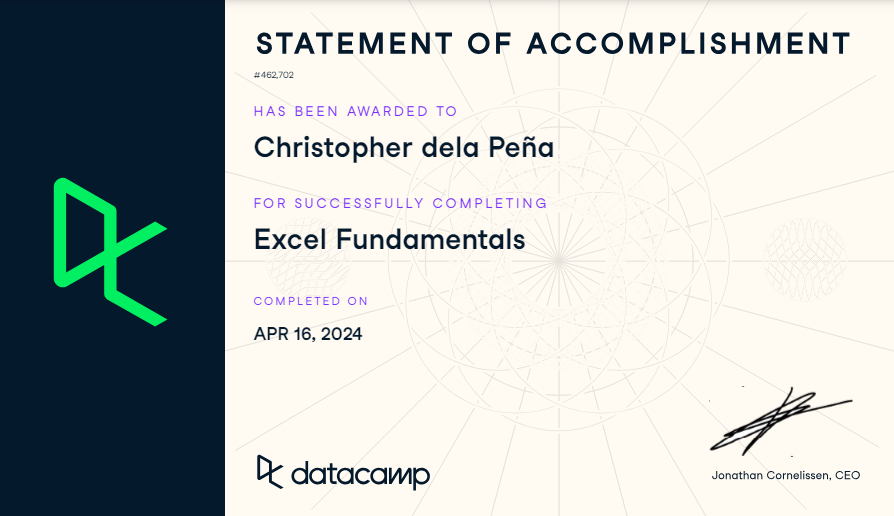 STATEMENT OF ACCOMPLISHMENT
#462,702
HAS BEEN AWARDED TO
Christopher dela Peña
FOR SUCCESSFULLY COMPLETING
Excel Fundamentals
COMPLETED ON
APR 16, 2024
datacamp
Jonathan Cornelissen, CEO